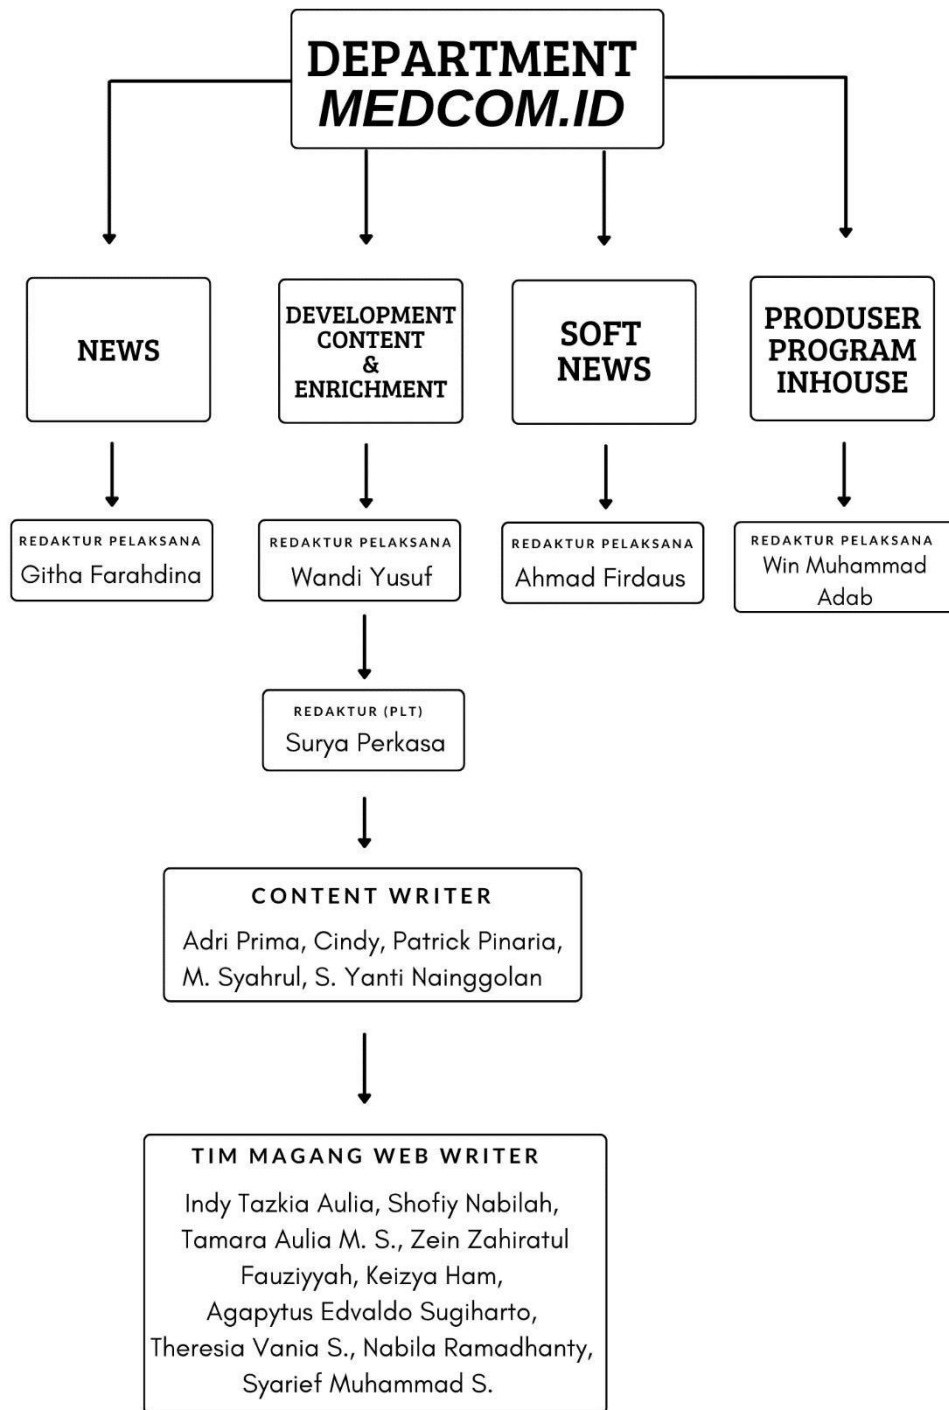 DEPARTMENT
MEDCOM.ID
NEWS
DEVELOPMENT
CONTENT
&
ENRICHMENT
SOFT
NEWS
PRODUSER
PROGRAM
INHOUSE
REDAKTUR PELAKSANA
Githa Farahdina
REDAKTUR PELAKSANA
Wandi Yusuf
REDAKTUR PELAKSANA
Ahmad Firdaus
REDAKTUR PELAKSANA
Win Muhammad
Adab
REDAKTUR (PLT)
Surya Perkasa
CONTENT WRITER
Adri Prima, Cindy, Patrick Pinaria,
M. Syahrul, S. Yanti Nainggolan
TIM MAGANG WEB WRITER
Indy Tazkia Aulia, Shofiy Nabilah,
Tamara Aulia M. S., Zein Zahiratul
Fauziyyah, Keizya Ham,
Agapytus Edvaldo Sugiharto,
Theresia Vania S., Nabila Ramadhanty,
Syarief Muhammad S.